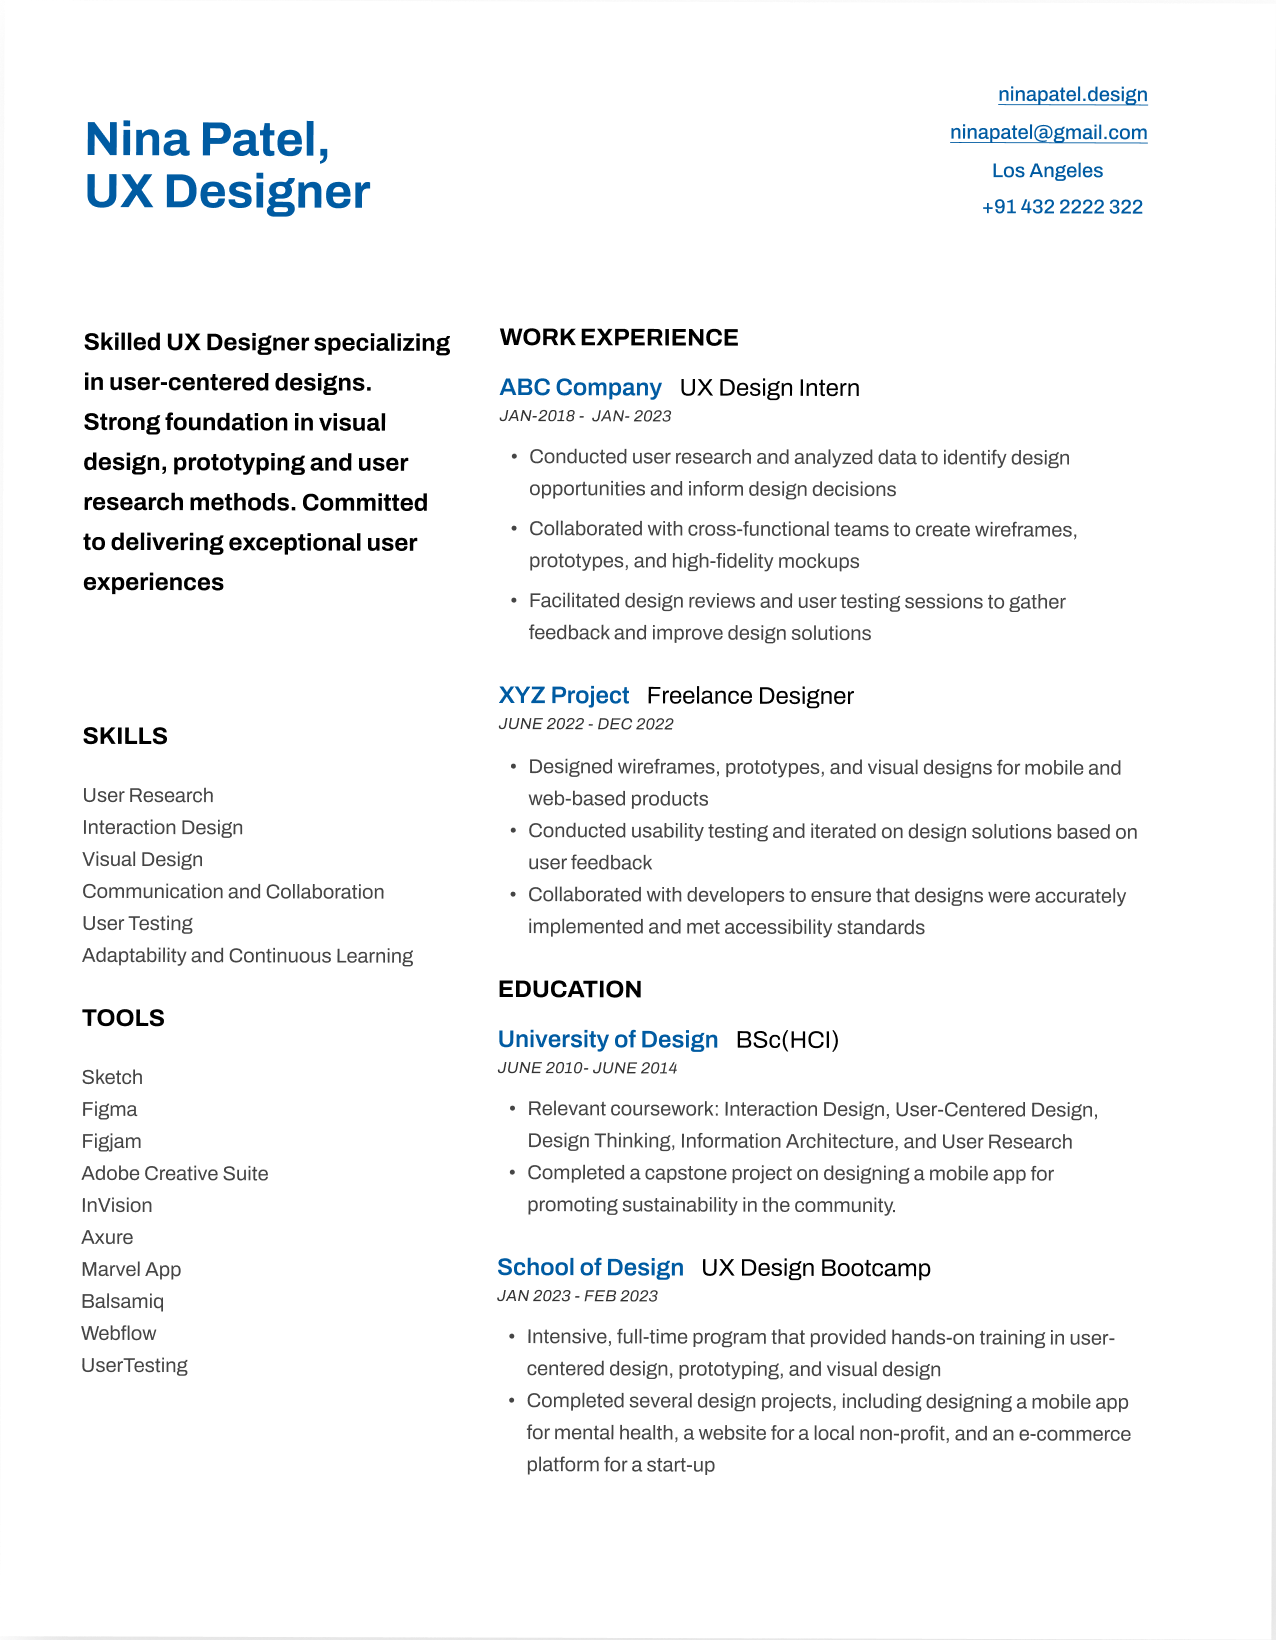 Nina Patel,
UX Designer
ninapatel.design
ninapatel@gmail.com
Los Angeles
+91 432 2222 322
Skilled UX Designer specializing
in user-centered designs.
Strong foundation in visual
design, prototyping and user
research methods. Committed
to delivering exceptional user
experiences
SKILLS
User Research
Interaction Design
Visual Design
Communication and Collaboration
User Testing
Adaptability and Continuous Learning
TOOLS
Sketch
Figma
Figjam
Adobe Creative Suite
InVision
Axure
Marvel App
Balsamiq
Webflow
UserTesting
WORK EXPERIENCE
ABC Company UX Design Intern
JAN-2018 - JAN- 2023
• Conducted user research and analyzed data to identify design
opportunities and inform design decisions
• Collaborated with cross-functional teams to create wireframes,
prototypes, and high-fidelity mockups
• Facilitated design reviews and user testing sessions to gather
feedback and improve design solutions
XYZ Project Freelance Designer
JUNE 2022 - DEC 2022
• Designed wireframes, prototypes, and visual designs for mobile and
web-based products
• Conducted usability testing and iterated on design solutions based on
user feedback
• Collaborated with developers to ensure that designs were accurately
implemented and met accessibility standards
EDUCATION
University of Design BSc(HCI)
JUNE 2010- JUNE 2014
• Relevant coursework: Interaction Design, User-Centered Design,
Design Thinking, Information Architecture, and User Research
• Completed a capstone project on designing a mobile app for
promoting sustainability in the community.
School of Design UX Design Bootcamp
JAN 2023 - FEB 2023
• Intensive, full-time program that provided hands-on training in user-
centered design, prototyping, and visual design
• Completed several design projects, including designing a mobile app
for mental health, a website for a local non-profit, and an e-commerce
platform for a start-up